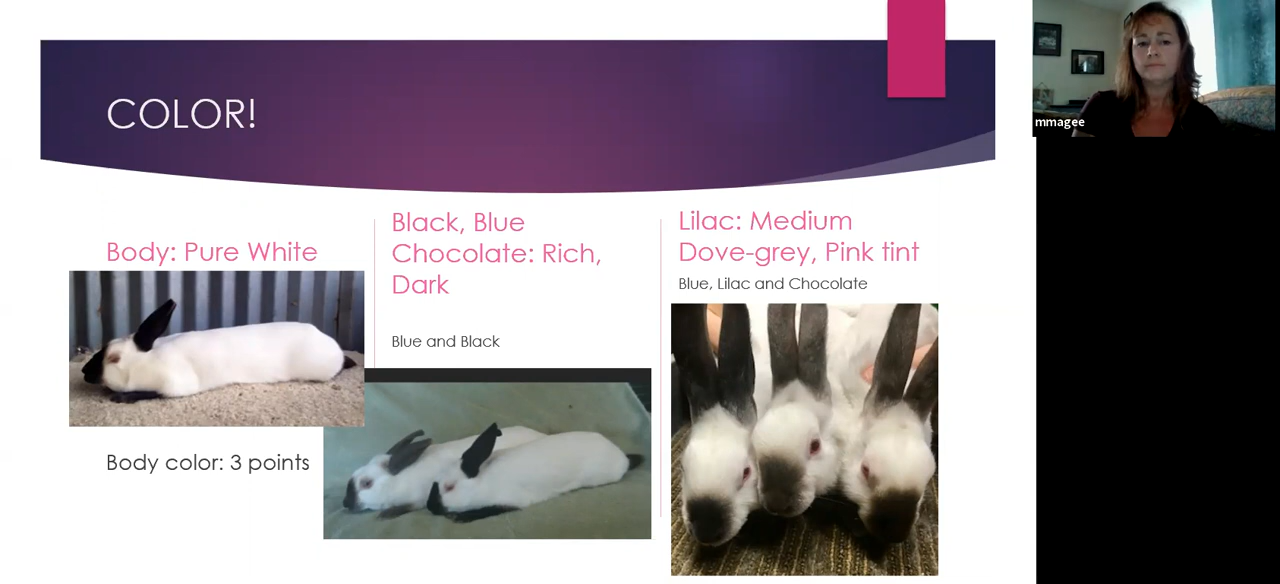 COLOR!
mmagee
Body: Pure White
Body color: 3 points
Black, Blue
Chocolate: Rich,
Dark
Blue and Black
Lilac: Medium
Dove-grey, Pink tint
Blue, Lilac and Chocolate